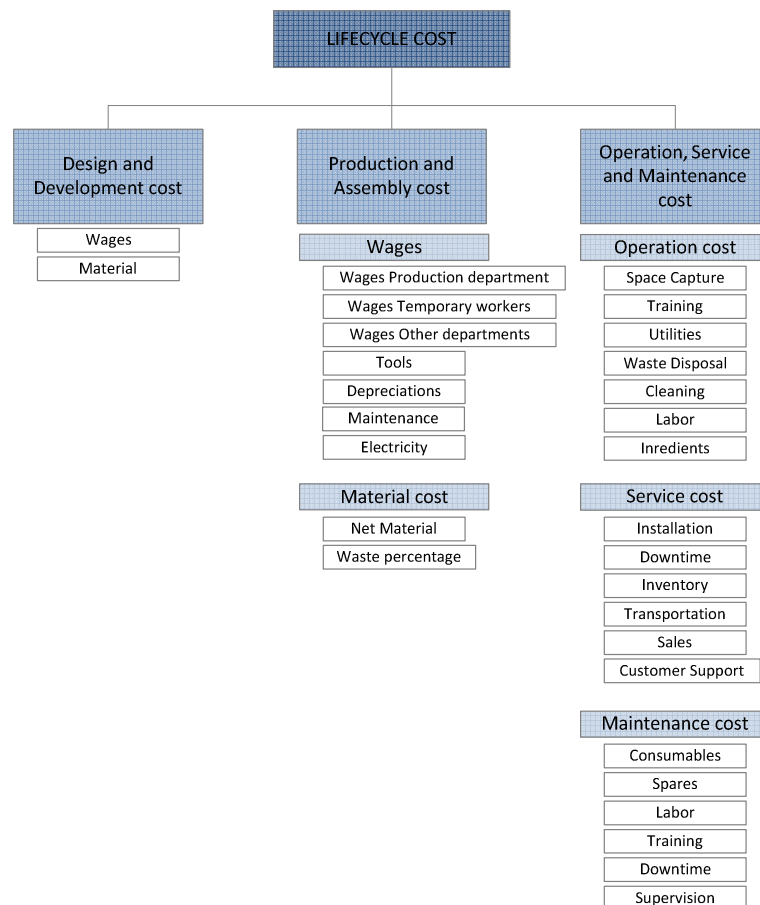 LIFECYCLE COST
Design and
Development cost
Wages
Material
Production and
Assembly cost
Wages
Wages Production department
Wages Temporary workers
Wages Other departments
Tools
Depreciations
Maintenance
Electricity
Material cost
Net Material
Waste percentage
Operation, Service
and Maintenance
cost
Operation cost
Space Capture
Training
Utilities
Waste Disposal
Cleaning
Labor
Inredients
Service cost
Installation
Downtime
Inventory
Transportation
Sales
Customer Support
Maintenance cost
Consumables
Spares
Labor
Training
Downtime
Supervision